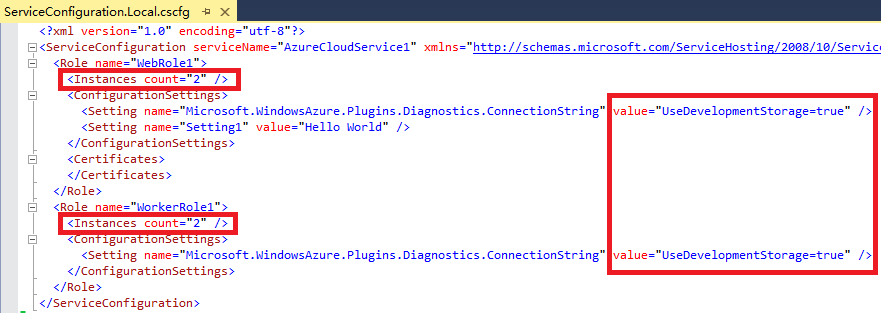 ServiceConfiguration.Local.cscfg
<?xml version="1.0" encoding="utf-8"?>
<ServiceConfiguration serviceName="AzureCloudService1" xmlns="http://schemas.microsoft.com/ServiceHosting/2008/10/Service
<Role name="WebRole1">
<Instances count="2" />
<ConfigurationSettings>
<Setting name="Microsoft.WindowsAzure.Plugins.Diagnostics.ConnectionString" value="UseDevelopmentStorage=true" />
<Setting name="Setting1" value="Hello World" />
</ConfigurationSettings>
<Certificates>
</Certificates>
</Role>
<Role name="WorkerRole1">
<Instances count="2" />
<ConfigurationSettings>
<Setting name="Microsoft.WindowsAzure.Plugins.Diagnostics.ConnectionString" value="UseDevelopmentStorage=true" />
</ConfigurationSettings>
</Role>
</ServiceConfiguration>